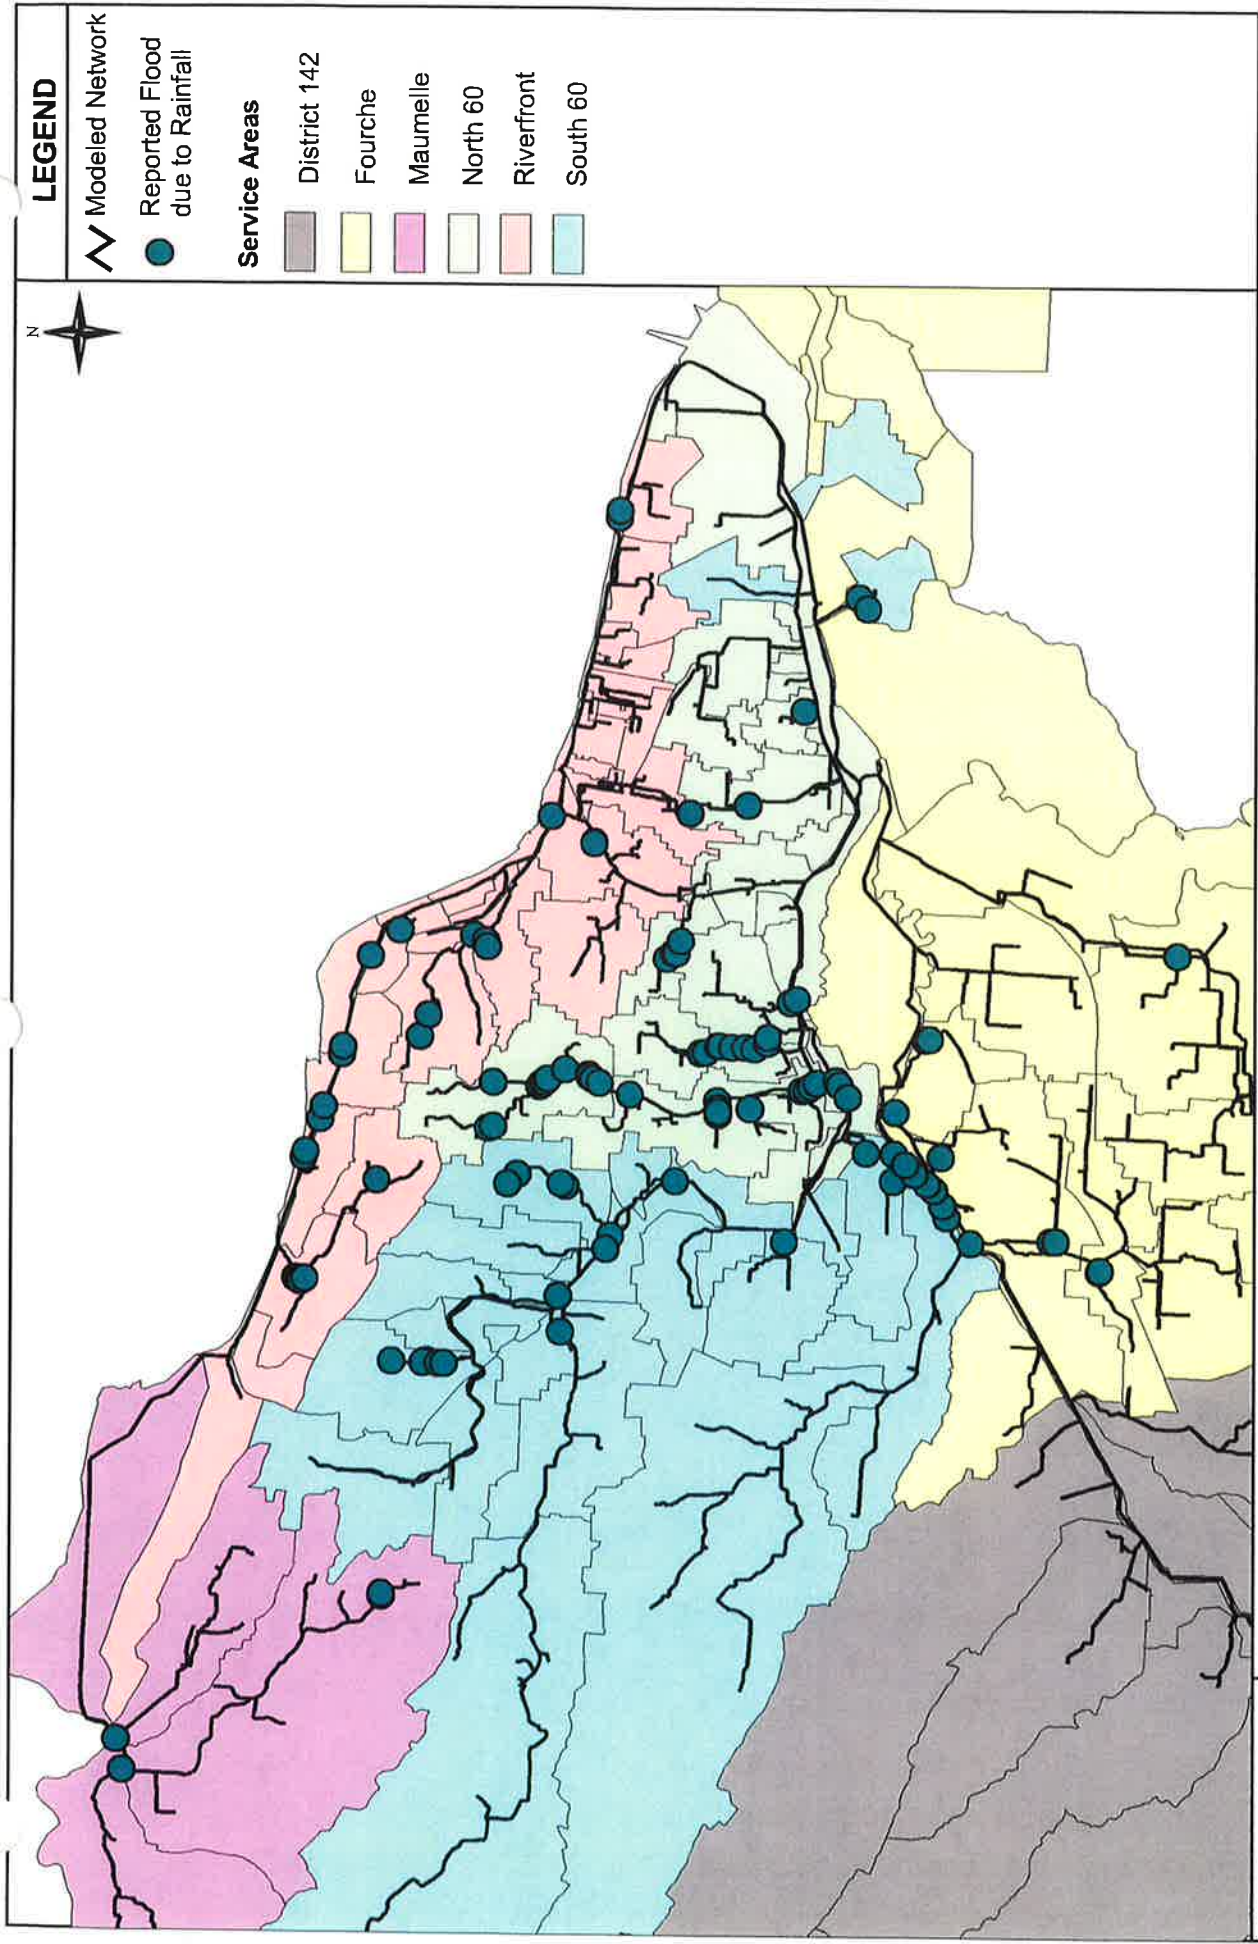 LEGEND
Modeled Network
Reported Flood
due to Rainfall
Service Areas
District 142
Fourche
Maumelle
North 60
Riverfront
South 60
N